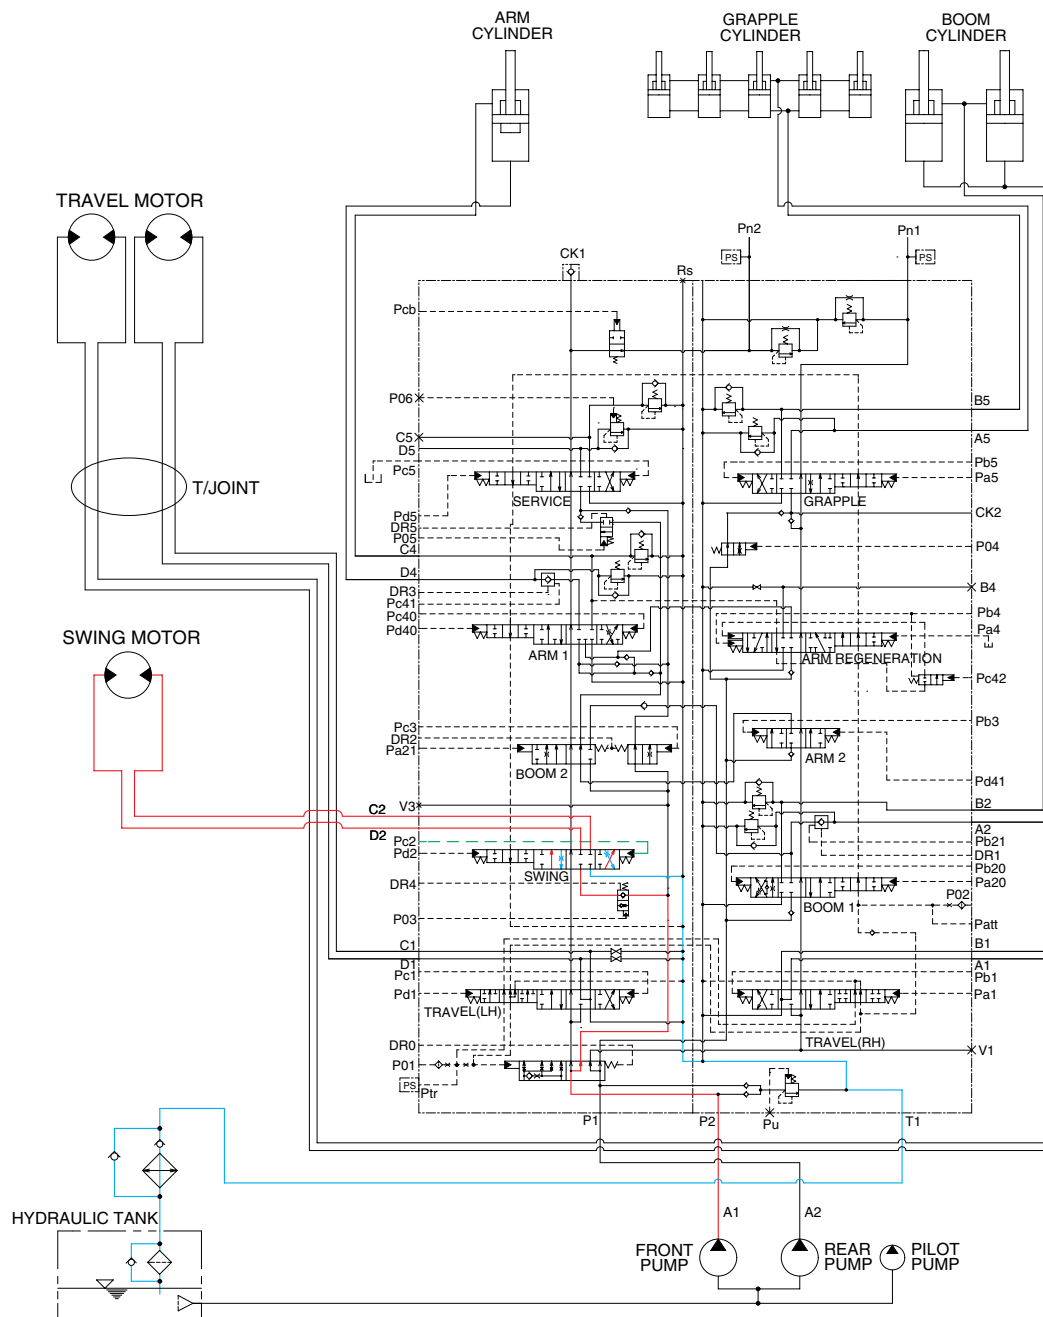 ARM
CYLINDER
GRAPPLE
CYLINDER
BOOM
CYLINDER
TRAVEL MOTOR
Pn2
Pn1
PS
PS
CK1
Rs
Pcb
P06
B5
C5
D5
A5
Pc5
Pb5
Pa5
SERVICE
GRAPPLE
T/JOINT
Pd5
DR5
P05
C4
CK2
P04
D4
DR3
Pc41
Pc40
Pd40
B4
Pb4
Pa4
ARM 1
ARM REGENERATION
Pc42
SWING MOTOR
Pc3
DR2
Pa21
Pb3
BOOM 2
ARM 2
Pd41
V3
C2
B2
D2
A2
Pc2
Pd2
Pb21
DR1
SWING
Pb20
Pa20
DR4
BOOM 1
P02
P03
Patt
C1
B1
D1
A1
Pc1
Pb1
Pd1
Pa1
TRAVEL(LH)
TRAVEL(RH)
DR0
V1
P01
PS
Ptr
P1
P2
Pu
T1
A1
A2
HYDRAULIC TANK
FRONT
PUMP
REAR
PUMP
PILOT
PUMP